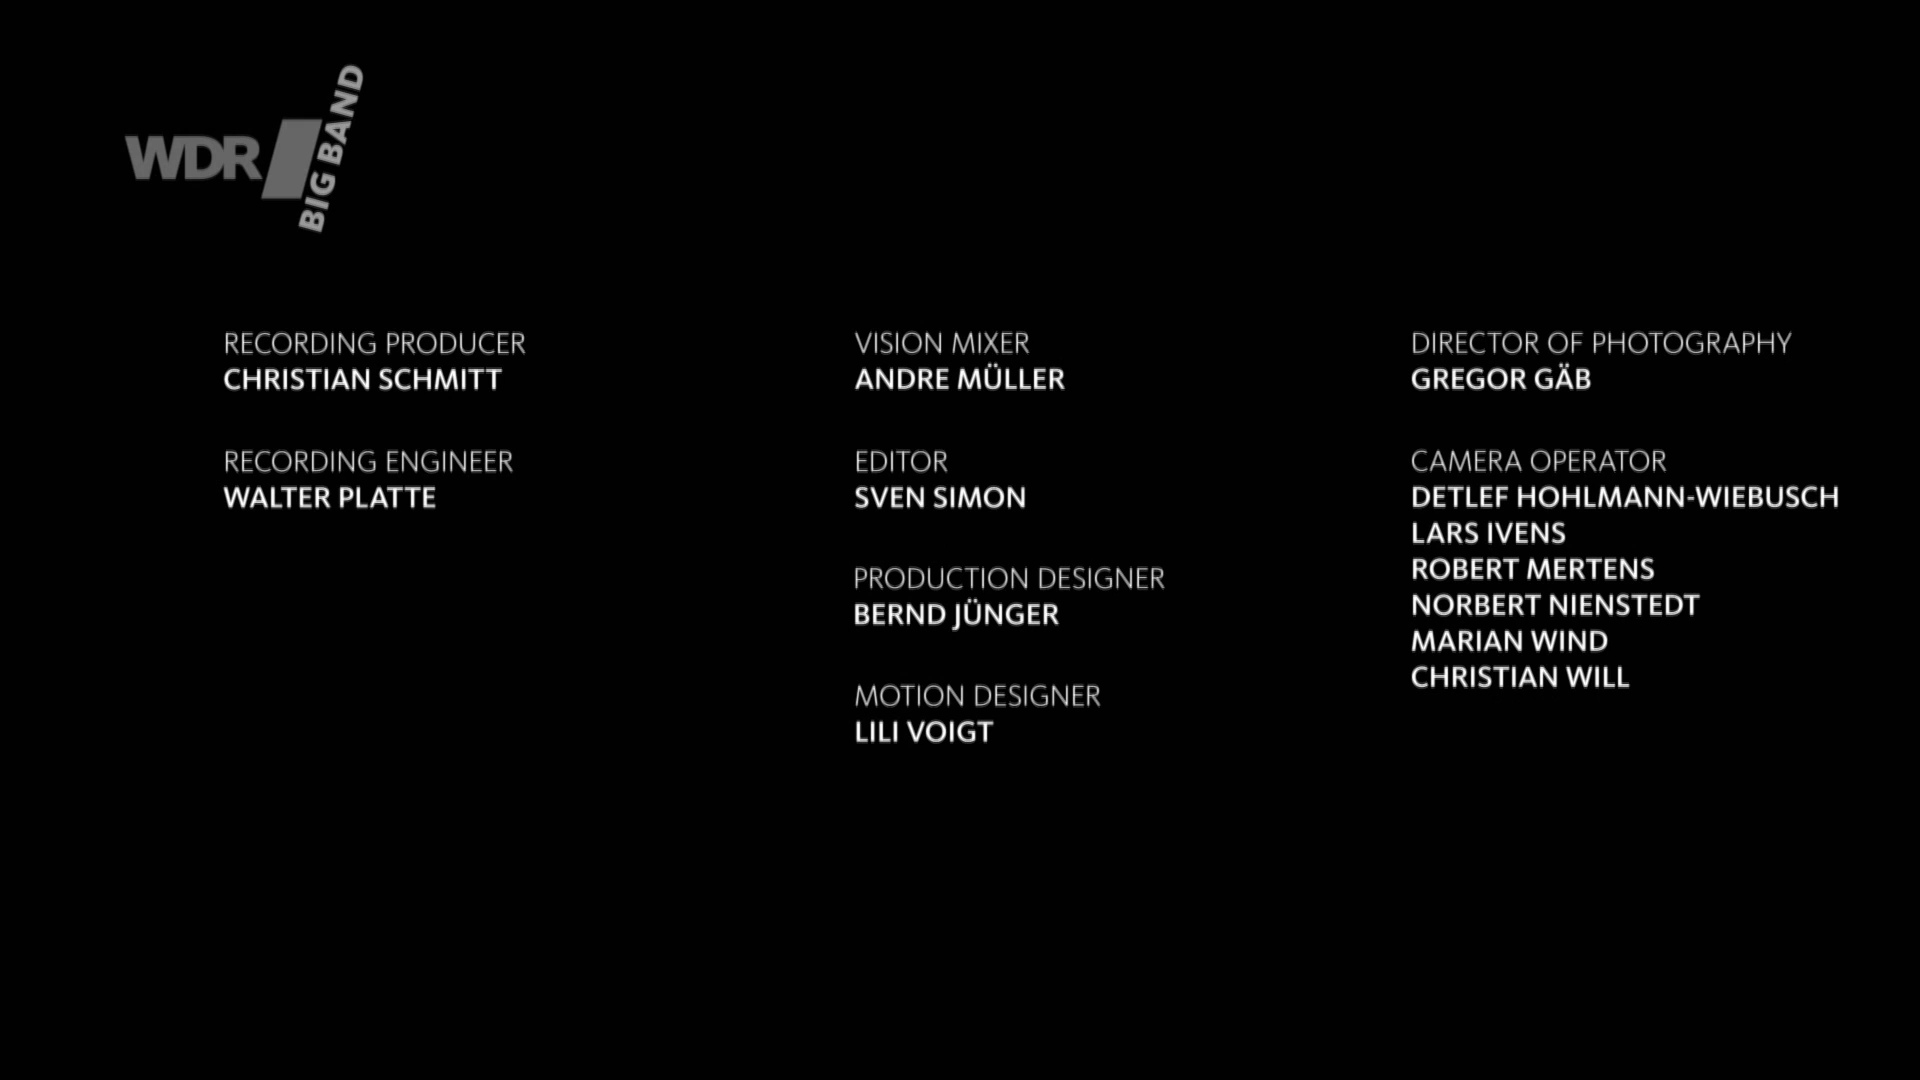 WDR BIG BAND
RECORDING PRODUCER
CHRISTIAN SCHMITT
RECORDING ENGINEER
WALTER PLATTE
VISION MIXER
ANDRE MÜLLER
EDITOR
SVEN SIMON
PRODUCTION DESIGNER
BERND JÜNGER
MOTION DESIGNER
LILI VOIGT
DIRECTOR OF PHOTOGRAPHY
GREGOR GÄB
CAMERA OPERATOR
DETLEF HOHLMANN-WIEBUSCH
LARS IVENS
ROBERT MERTENS
NORBERT NIENSTEDT
MARIAN WIND
CHRISTIAN WILL